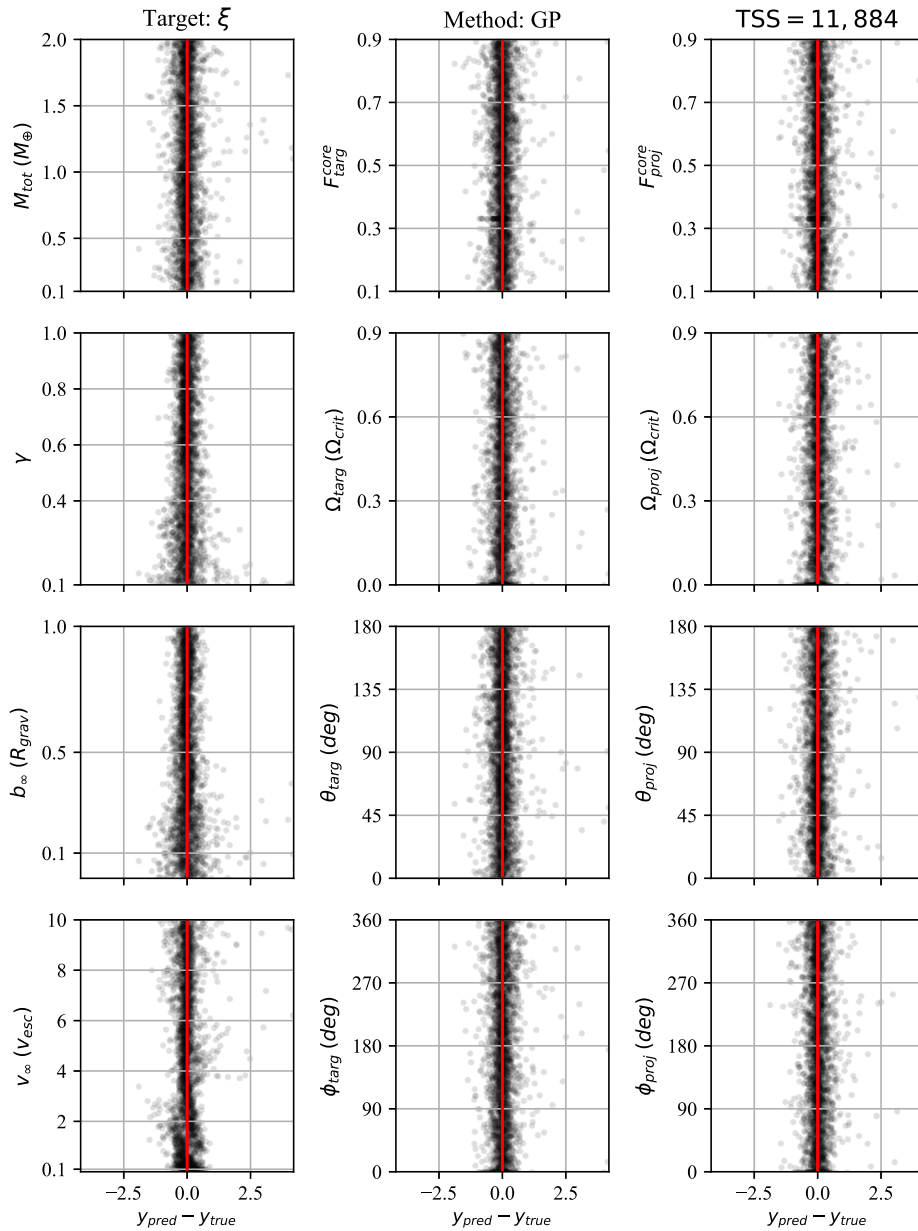 Target: ξ Method: GP TSS = 11, 884
2.0 0.9 0.9
1.5 0.7 0.7
M_tot (M_⊕) 1.0 F^core_targ 0.5 F^core_proj 0.5
0.5 0.3 0.3
0.1 0.1 0.1
1.0 0.9 0.9
0.8
0.6 0.6
γ 0.6 Ω_targ (Ω_crit) Ω_proj (Ω_crit)
0.4 0.3 0.3
0.1 0.0 0.0
1.0 180 180
135 135
b_∞ (R_grav) 0.5 θ_targ (deg) 90 θ_proj (deg) 90
45 45
0.1
0 0
10 360 360
8 270 270
6
v_∞ (v_esc) ϕ_targ (deg) 180 ϕ_proj (deg) 180
4
2 90 90
0.1 0 0
−2.5 0.0 2.5 −2.5 0.0 2.5 −2.5 0.0 2.5
y_pred − y_true y_pred − y_true y_pred − y_true